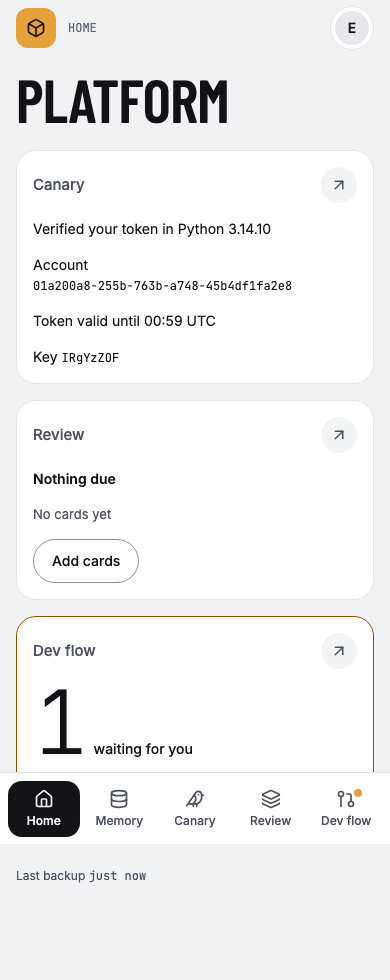 HOME
E
PLATFORM
Canary
Verified your token in Python 3.14.10
Account
01a200a8-255b-763b-a748-45b4df1fa2e8
Token valid until 00:59 UTC
Key IRgYzZOF
Review
Nothing due
No cards yet
Add cards
Dev flow
1 waiting for you
Home Memory Canary Review Dev flow
Last backup just now